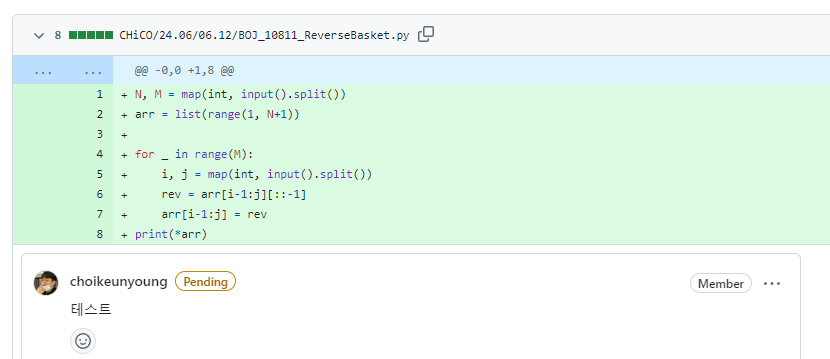 8 CHiCO/24.06/06.12/BOJ_10811_ReverseBasket.py
... ... @@ -0,0 +1,8 @@
1 + N, M = map(int, input().split())
2 + arr = list(range(1, N+1))
3 +
4 + for _ in range(M):
5 +     i, j = map(int, input().split())
6 +     rev = arr[i-1:j][::-1]
7 +     arr[i-1:j] = rev
8 + print(*arr)
choikeunyoung Pending Member ...
테스트